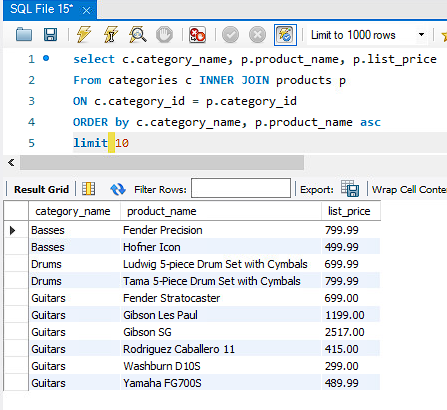 SQL File 15*
Limit to 1000 rows
1 select c.category_name, p.product_name, p.list_price
2 From categories c INNER JOIN products p
3 ON c.category_id = p.category_id
4 ORDER by c.category_name, p.product_name asc
5 limit 10
Result Grid Filter Rows: Export: Wrap Cell Conte
category_name product_name list_price
Basses Fender Precision 799.99
Basses Hofner Icon 499.99
Drums Ludwig 5-piece Drum Set with Cymbals 699.99
Drums Tama 5-Piece Drum Set with Cymbals 799.99
Guitars Fender Stratocaster 699.00
Guitars Gibson Les Paul 1199.00
Guitars Gibson SG 2517.00
Guitars Rodriguez Caballero 11 415.00
Guitars Washburn D10S 299.00
Guitars Yamaha FG700S 489.99